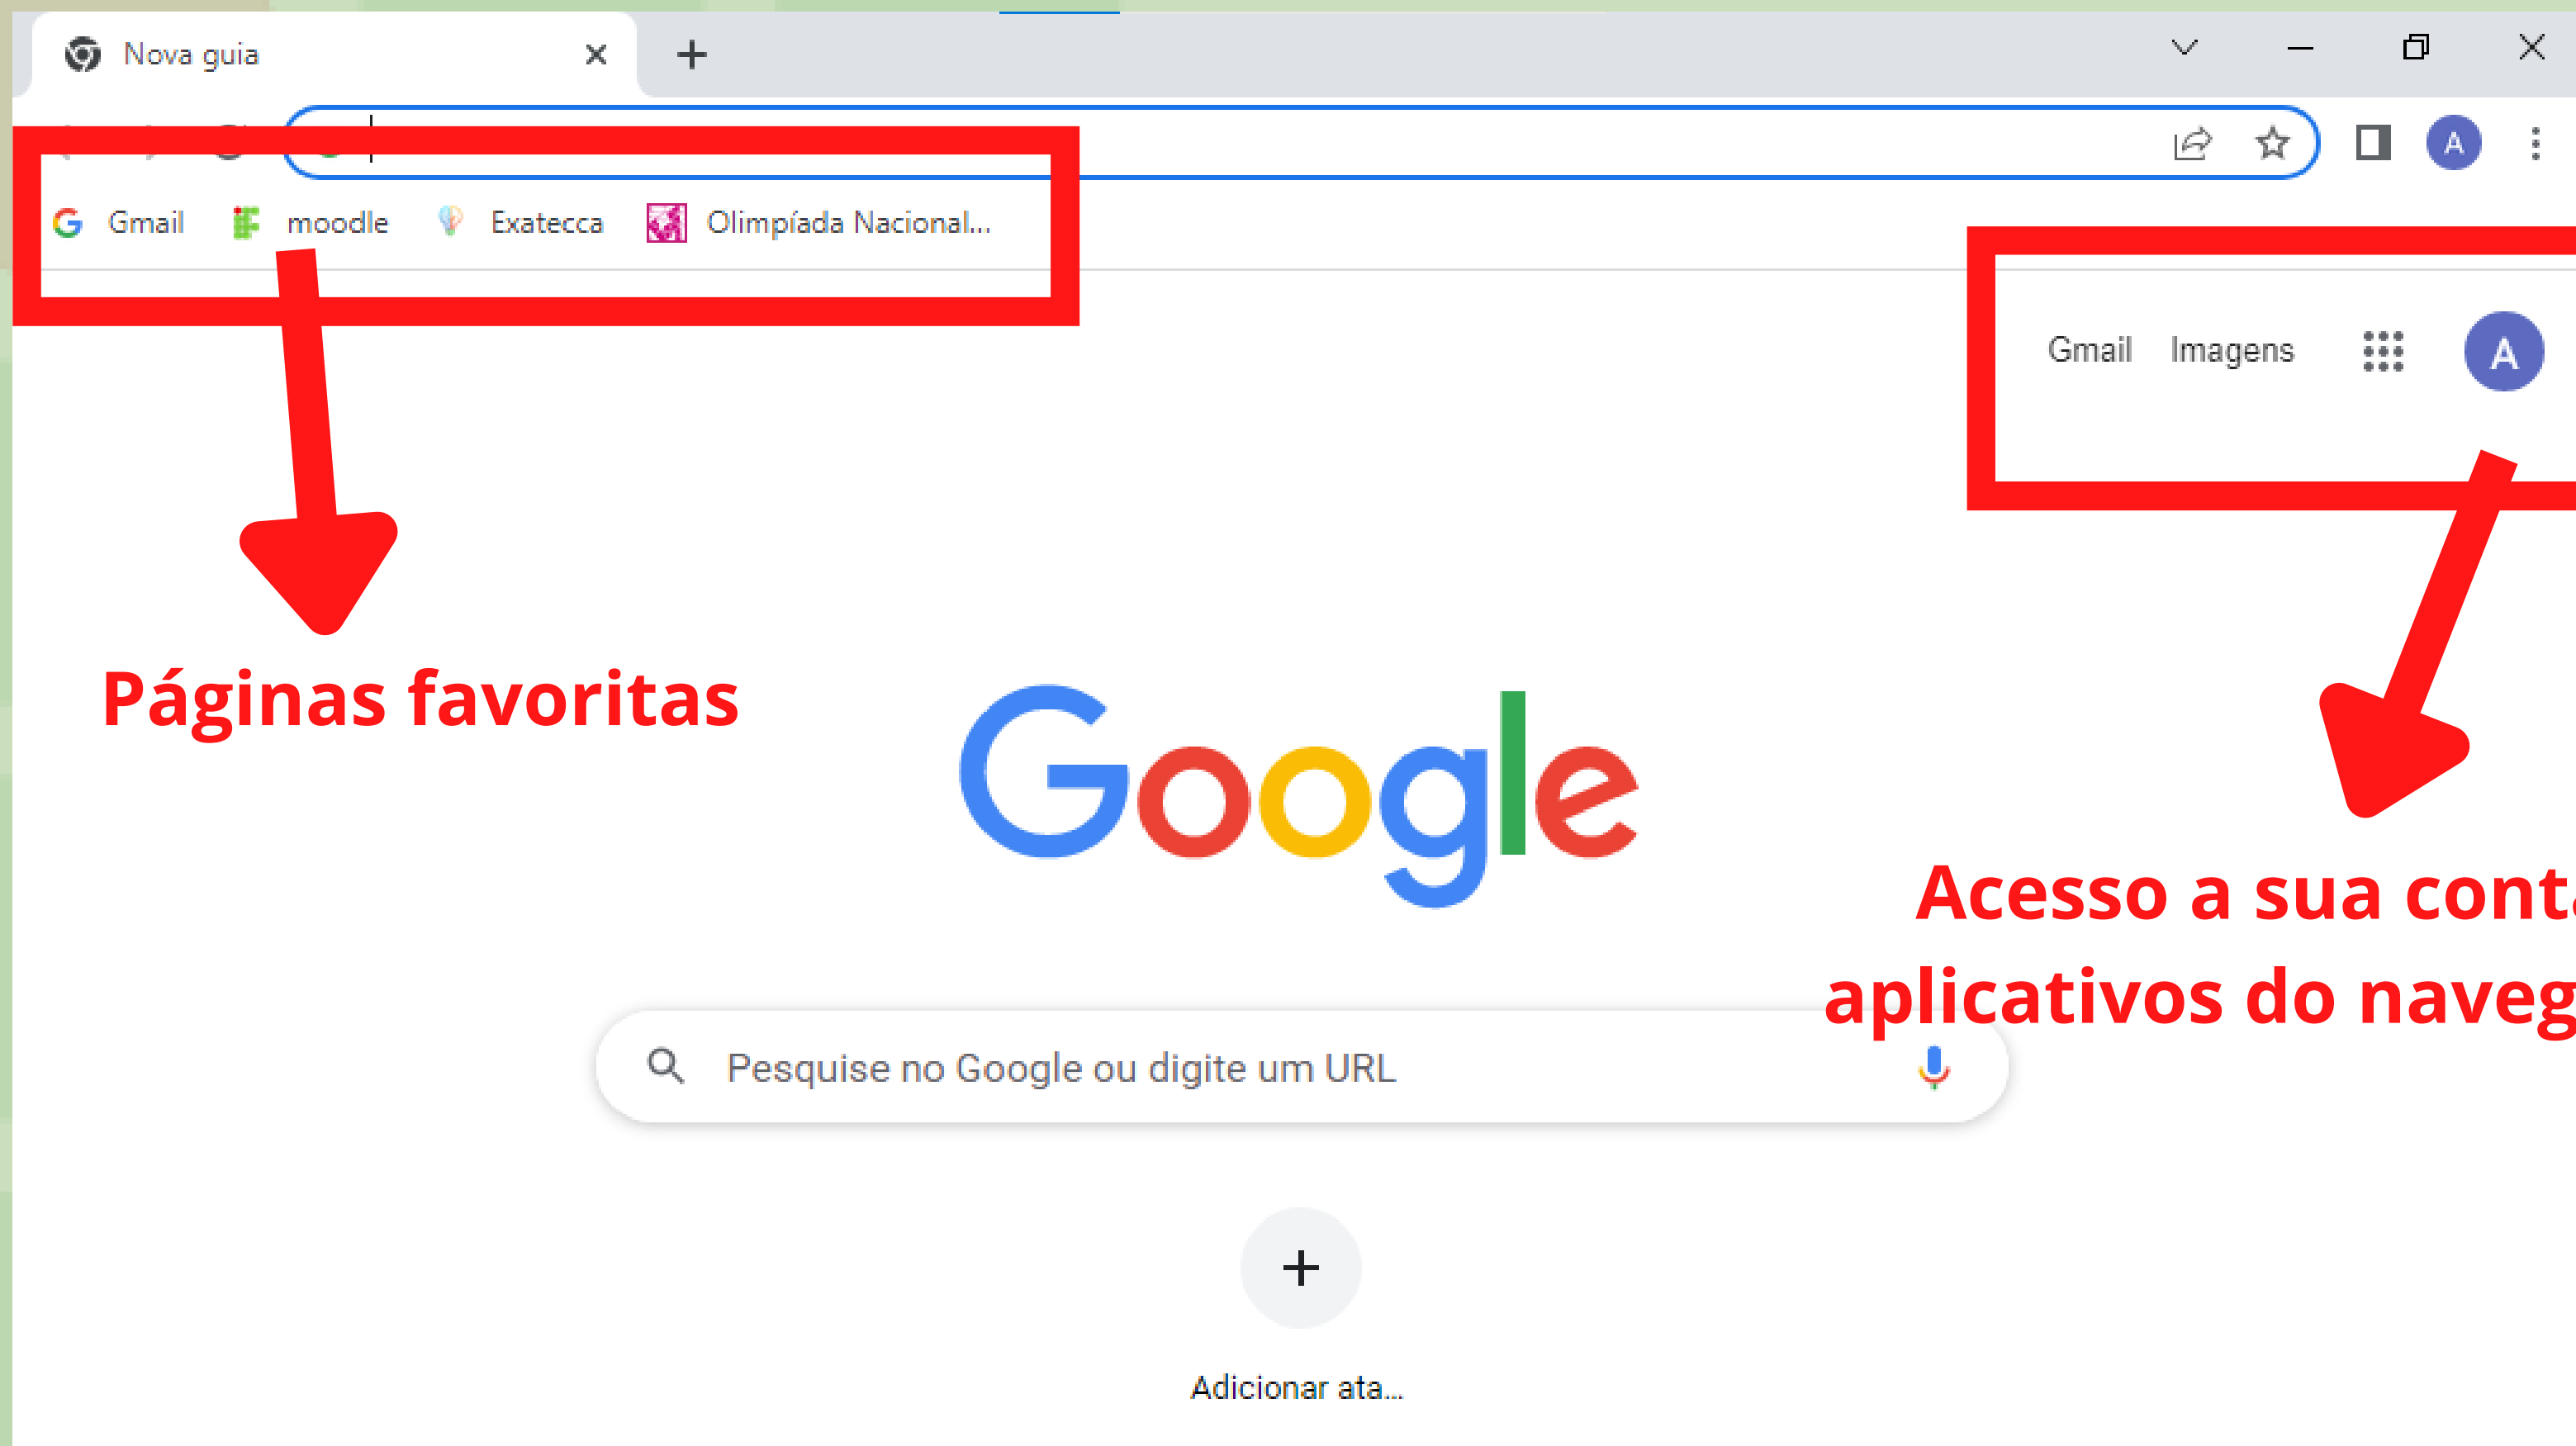 Nova guia
A
Gmail moodle Exatecca Olimpíada Nacional...
Gmail Imagens A
Páginas favoritas
Google
Acesso a sua conta
aplicativos do naveg
Pesquise no Google ou digite um URL
Adicionar ata...